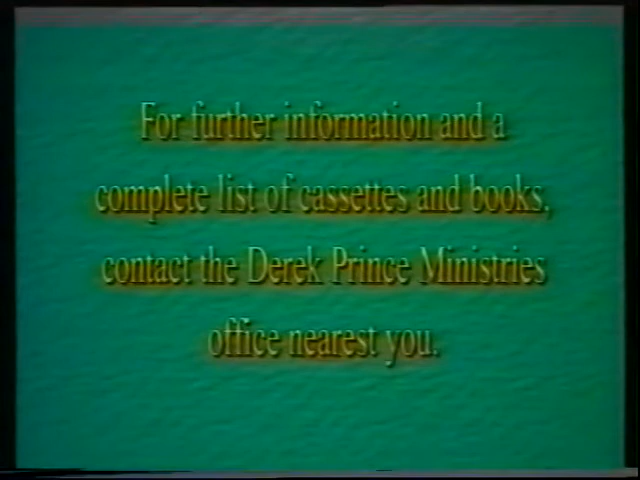 For further information and a
complete list of cassettes and books,
contact the Derek Prince Ministries
office nearest you.